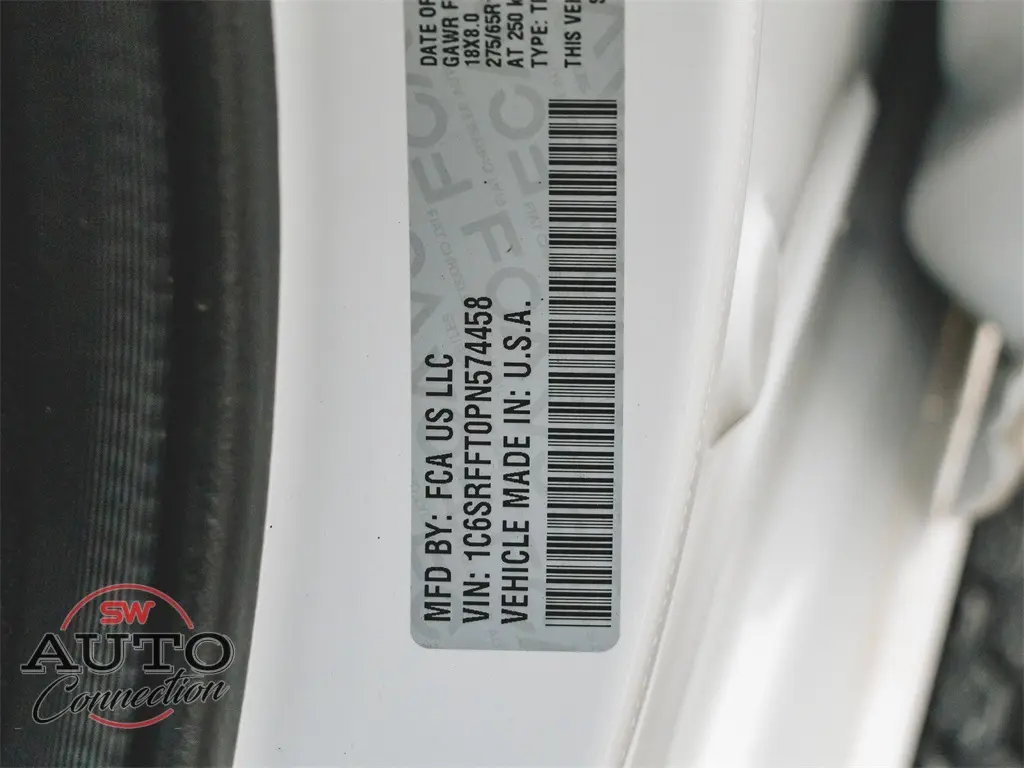 MFD BY: FCA US LLC
VIN: 1C6SRFFT0PN574458
VEHICLE MADE IN: U.S.A.
DATE OF
GAWR F
18X8.0
275/65R1
AT 250 k
TYPE: T
THIS VE
SW
AUTO
Connection